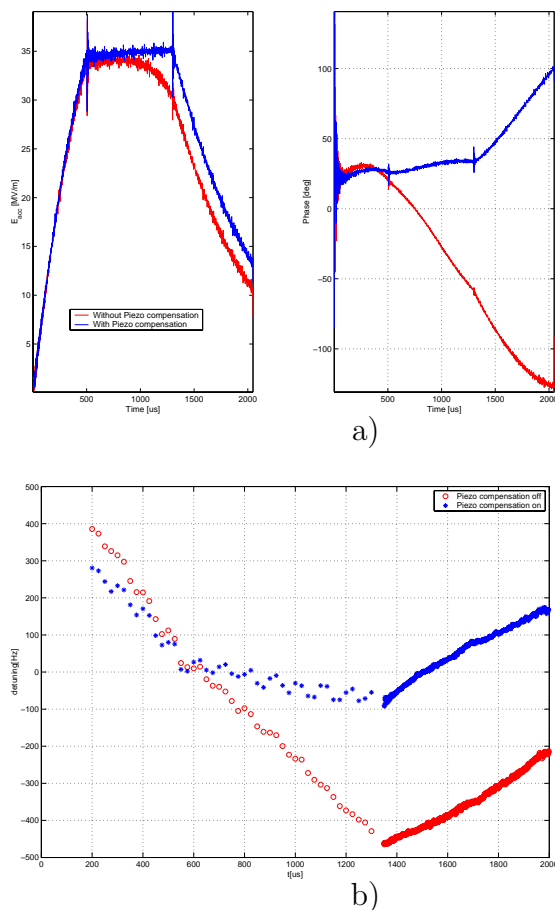 35
30
25
20
15
10
5
E_acc [MV/m]
Without Piezo compensation
With Piezo compensation
500 1000 1500 2000
Time [us]
100
50
0
−50
−100
Phase [deg]
500 1000 1500 2000
Time [us]
a)
500
400
300
200
100
0
−100
−200
−300
−400
−500
detuning[Hz]
Piezo compensation off
Piezo compensation on
0 200 400 600 800 1000 1200 1400 1600 1800 2000
t[us]
b)